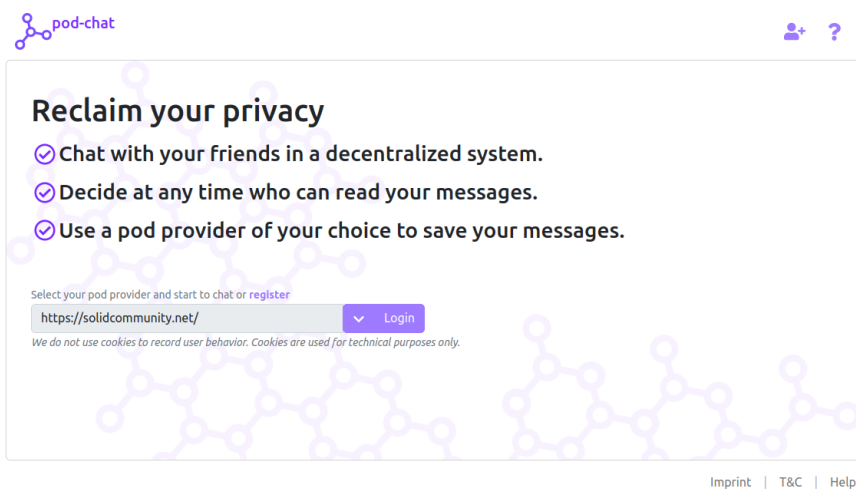 pod-chat
?
Reclaim your privacy
Chat with your friends in a decentralized system.
Decide at any time who can read your messages.
Use a pod provider of your choice to save your messages.
Select your pod provider and start to chat or register
https://solidcommunity.net/ Login
We do not use cookies to record user behavior. Cookies are used for technical purposes only.
Imprint | T&C | Help